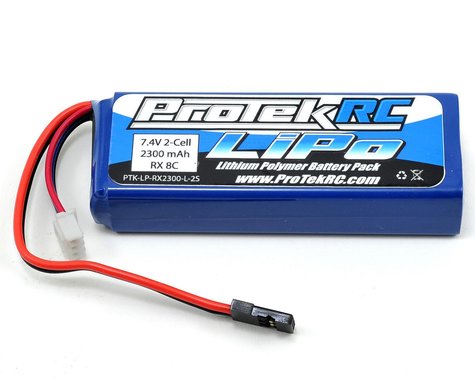 ProTekRC
LiPo
Lithium Polymer Battery Pack
www.ProTekRC.com
7.4V 2-Cell
2300 mAh
RX 8C
PTK-LP-RX2300-L-2S